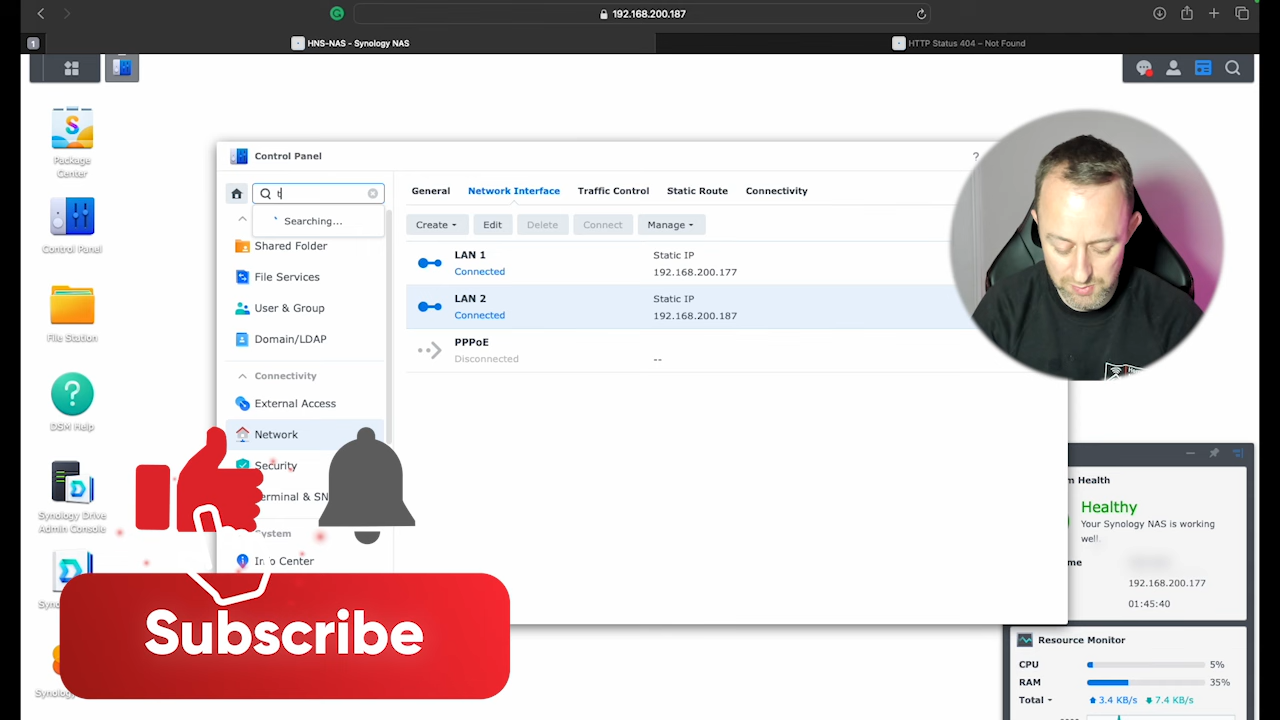 192.168.200.187
1
HNS-NAS - Synology NAS
HTTP Status 404 – Not Found
Package
Center
Control Panel
File Station
DSM Help
Synology Drive
Admin Console
Control Panel
?
t
Searching...
Shared Folder
File Services
User & Group
Domain/LDAP
Connectivity
External Access
Network
Security
Info Center
General
Network Interface
Traffic Control
Static Route
Connectivity
Create
Edit
Delete
Connect
Manage
LAN 1
Connected
Static IP
192.168.200.177
LAN 2
Connected
Static IP
192.168.200.187
PPPoE
Disconnected
--
Health
Healthy
Your Synology NAS is working
well.
192.168.200.177
01:45:40
Resource Monitor
CPU
5%
RAM
35%
Total
3.4 KB/s
7.4 KB/s
Subscribe